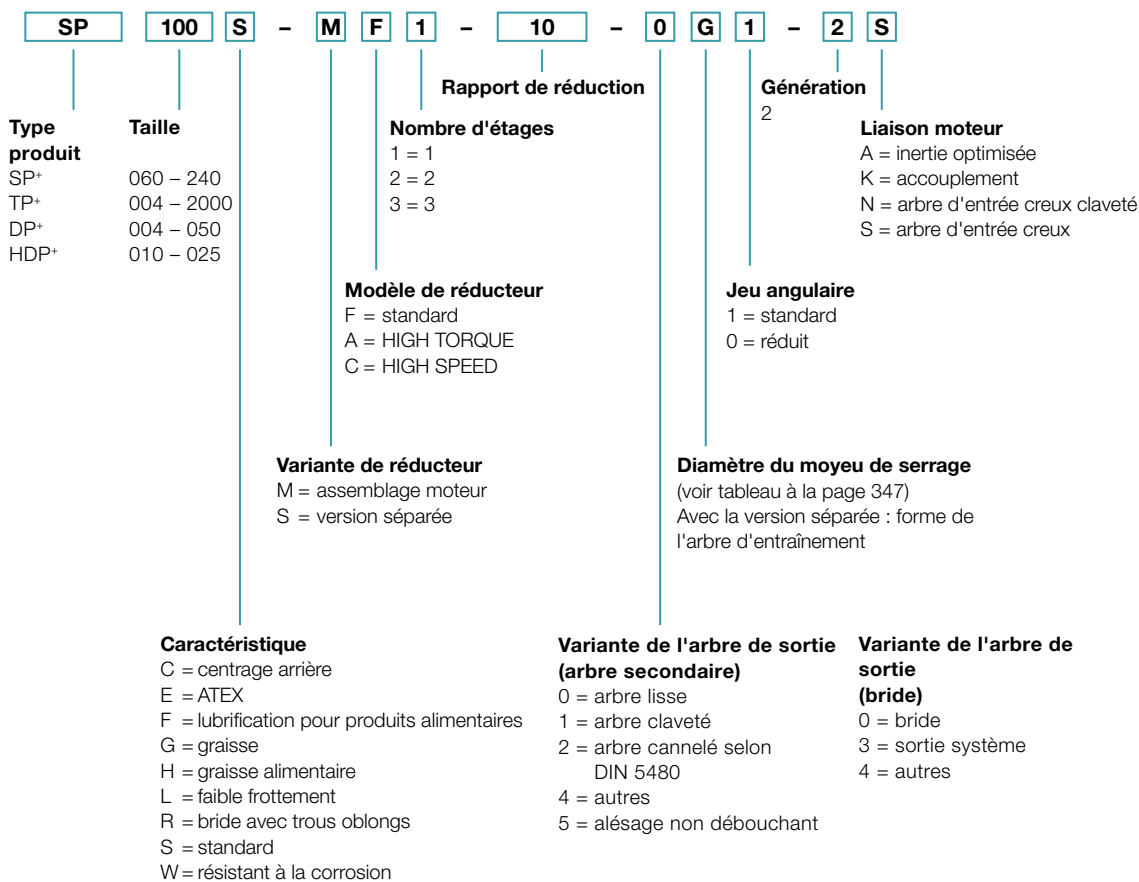 SP 100 S – M F 1 – 10 – 0 G 1 – 2 S
Rapport de réduction
Génération
2
Type
produit
Taille
SP+ 060 – 240
TP+ 004 – 2000
DP+ 004 – 050
HDP+ 010 – 025
Nombre d'étages
1 = 1
2 = 2
3 = 3
Liaison moteur
A = inertie optimisée
K = accouplement
N = arbre d'entrée creux claveté
S = arbre d'entrée creux
Modèle de réducteur
F = standard
A = HIGH TORQUE
C = HIGH SPEED
Jeu angulaire
1 = standard
0 = réduit
Variante de réducteur
M = assemblage moteur
S = version séparée
Diamètre du moyeu de serrage
(voir tableau à la page 347)
Avec la version séparée : forme de
l'arbre d'entraînement
Caractéristique
C = centrage arrière
E = ATEX
F = lubrification pour produits alimentaires
G = graisse
H = graisse alimentaire
L = faible frottement
R = bride avec trous oblongs
S = standard
W = résistant à la corrosion
Variante de l'arbre de sortie
(arbre secondaire)
0 = arbre lisse
1 = arbre claveté
2 = arbre cannelé selon
DIN 5480
4 = autres
5 = alésage non débouchant
Variante de l'arbre de
sortie
(bride)
0 = bride
3 = sortie système
4 = autres